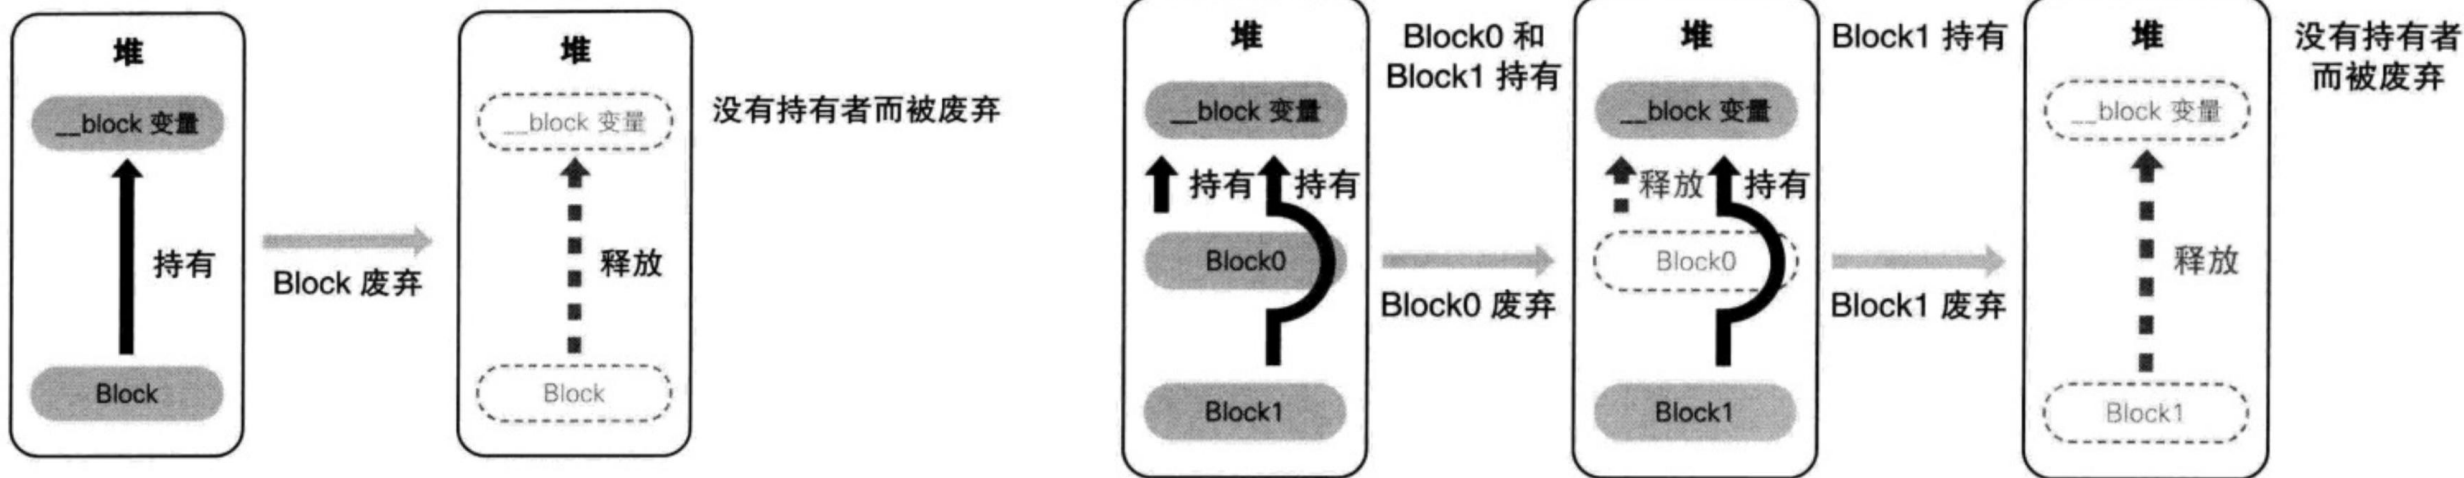 堆
__block 变量
持有
Block
Block 废弃
堆
__block 变量
释放
Block
没有持有者而被废弃
堆
__block 变量
持有
持有
Block0
Block1
Block0 和
Block1 持有
Block0 废弃
堆
__block 变量
释放
持有
Block0
Block1
Block1 持有
Block1 废弃
堆
__block 变量
释放
Block1
没有持有者
而被废弃